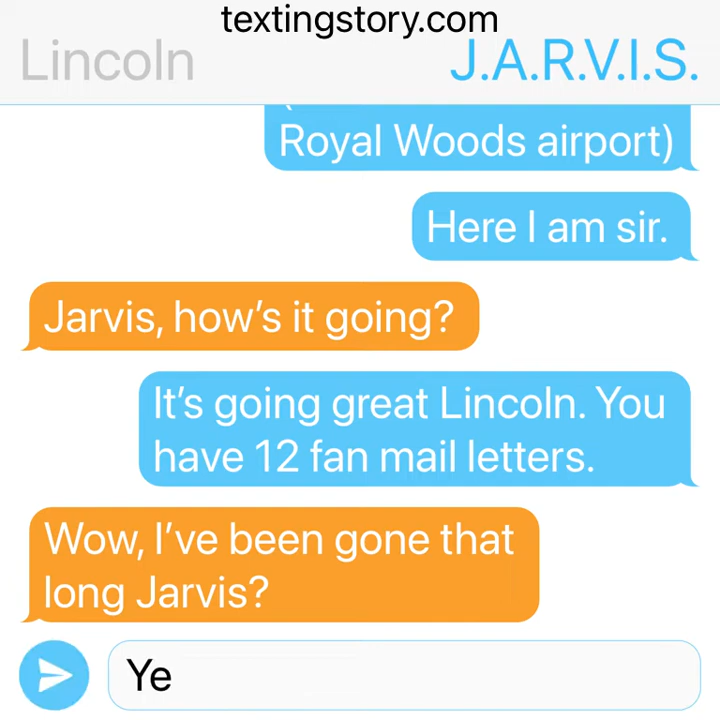 textingstory.com
Lincoln
J.A.R.V.I.S.
Royal Woods airport)
Here I am sir.
Jarvis, how’s it going?
It’s going great Lincoln. You
have 12 fan mail letters.
Wow, I’ve been gone that
long Jarvis?
Ye